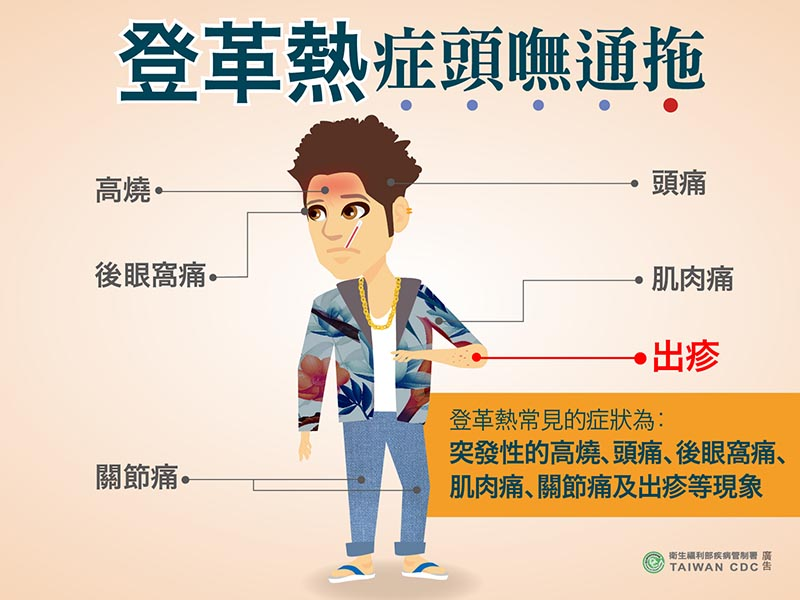 登革熱症頭嘸通拖
高燒
頭痛
後眼窩痛
肌肉痛
出疹
登革熱常見的症狀為：
突發性的高燒、頭痛、後眼窩痛、
肌肉痛、關節痛及出疹等現象
關節痛
衛生福利部疾病管制署
TAIWAN CDC
廣告